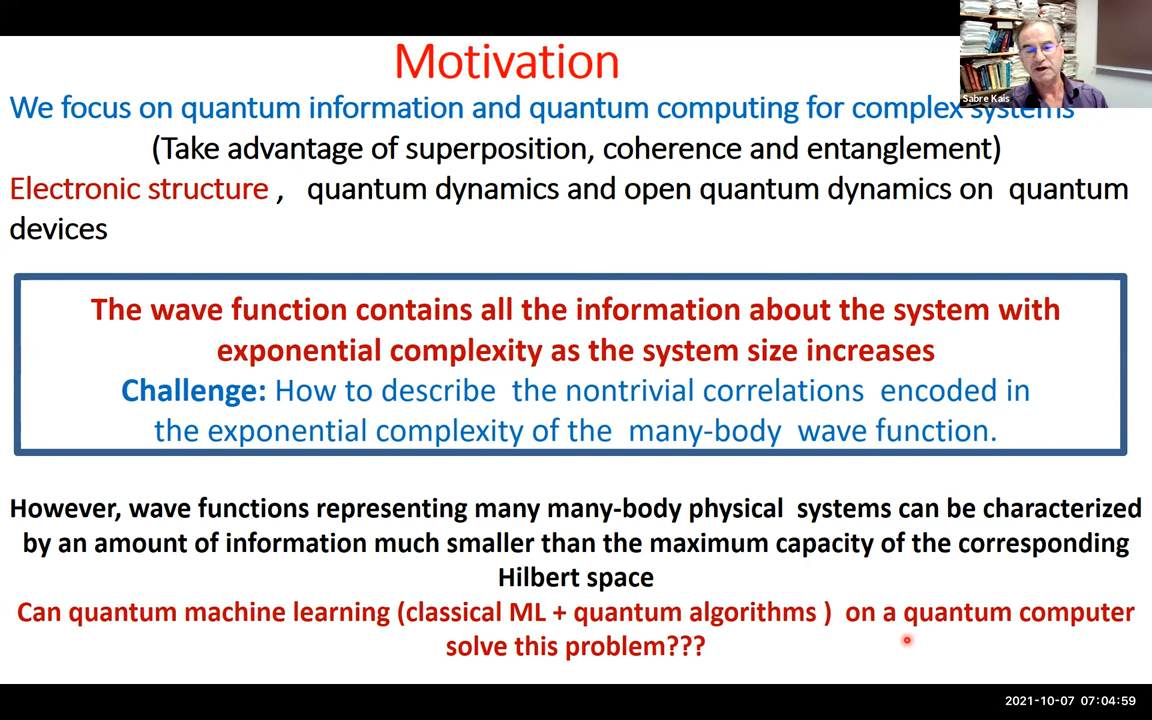 Motivation
Sabre Kais
We focus on quantum information and quantum computing for complex systems
(Take advantage of superposition, coherence and entanglement)
Electronic structure , quantum dynamics and open quantum dynamics on quantum
devices
The wave function contains all the information about the system with
exponential complexity as the system size increases
Challenge: How to describe the nontrivial correlations encoded in
the exponential complexity of the many-body wave function.
However, wave functions representing many many-body physical systems can be characterized
by an amount of information much smaller than the maximum capacity of the corresponding
Hilbert space
Can quantum machine learning (classical ML + quantum algorithms ) on a quantum computer
solve this problem???
2021-10-07 07:04:59